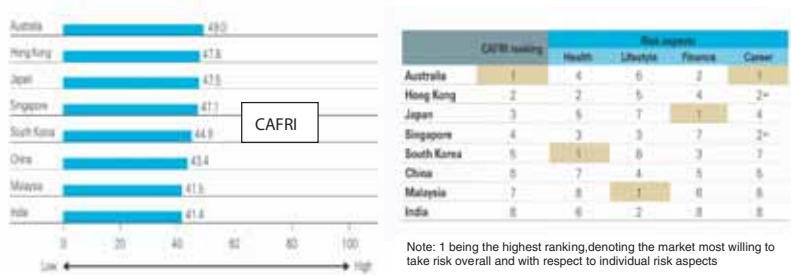 Australia 49.0
Hong Kong 47.8
Japan 47.5
Singapore 47.1
South Korea 44.9
China 43.4
Malaysia 41.5
India 41.4
0 20 40 60 80 100
Low High
CAFRI
Risk aspects
CAFRI ranking Health Lifestyle Finance Career
Australia 1 4 6 2 1
Hong Kong 2 2 5 4 2=
Japan 3 5 7 1 4
Singapore 4 3 3 7 2=
South Korea 5 1 8 3 7
China 6 7 4 5 5
Malaysia 7 8 1 6 6
India 8 6 2 8 8
Note: 1 being the highest ranking,denoting the market most willing to
take risk overall and with respect to individual risk aspects